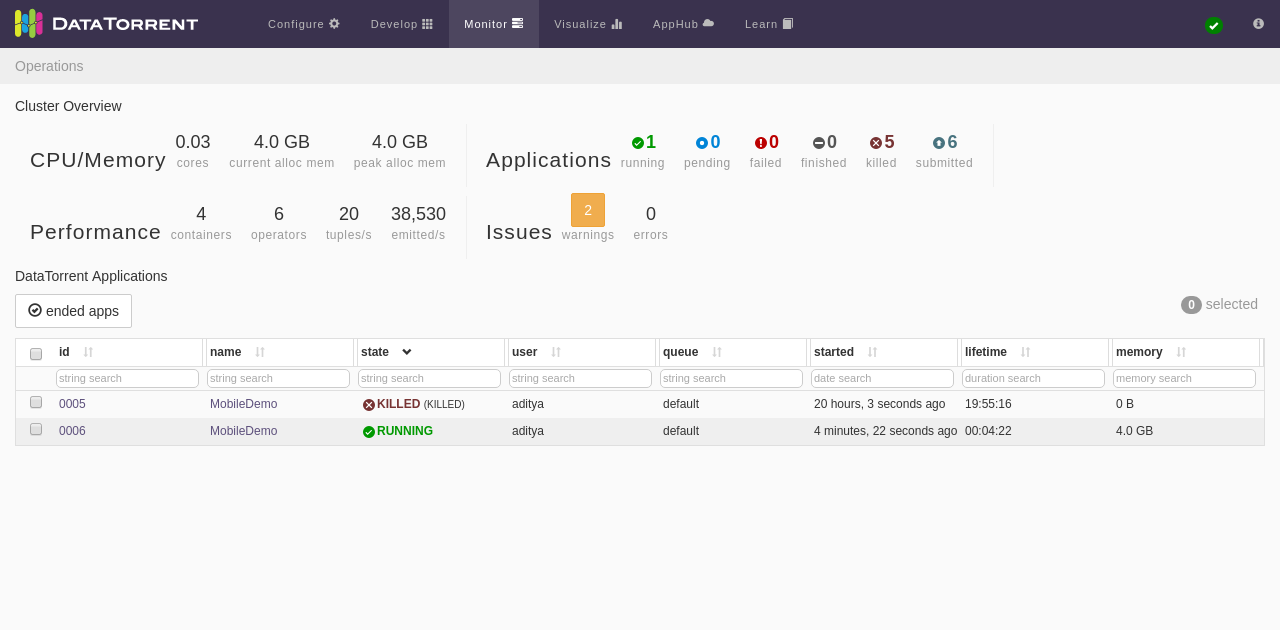 DATATORRENT Configure Develop Monitor Visualize AppHub Learn
Operations
Cluster Overview
CPU/Memory 0.03 cores 4.0 GB current alloc mem 4.0 GB peak alloc mem
Applications 1 running 0 pending 0 failed 0 finished 5 killed 6 submitted
Performance 4 containers 6 operators 20 tuples/s 38,530 emitted/s
Issues 2 warnings 0 errors
DataTorrent Applications
ended apps 0 selected
id name state user queue started lifetime memory
string search string search string search string search string search date search duration search memory search
0005 MobileDemo KILLED (KILLED) aditya default 20 hours, 3 seconds ago 19:55:16 0 B
0006 MobileDemo RUNNING aditya default 4 minutes, 22 seconds ago 00:04:22 4.0 GB